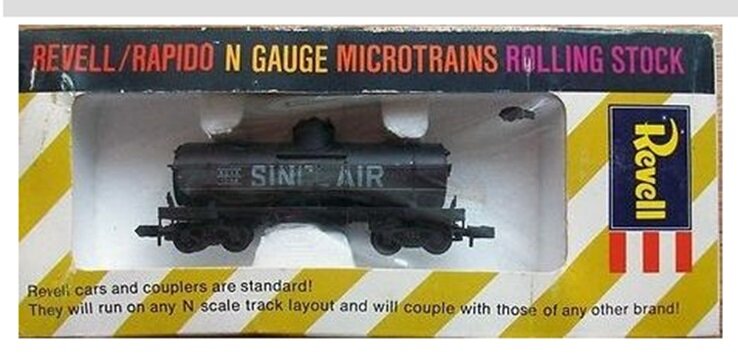 REVELL/RAPIDO N GAUGE MICROTRAINS ROLLING STOCK
SINCLAIR
Revell
Revell cars and couplers are standard!
They will run on any N scale track layout and will couple with those of any other brand!